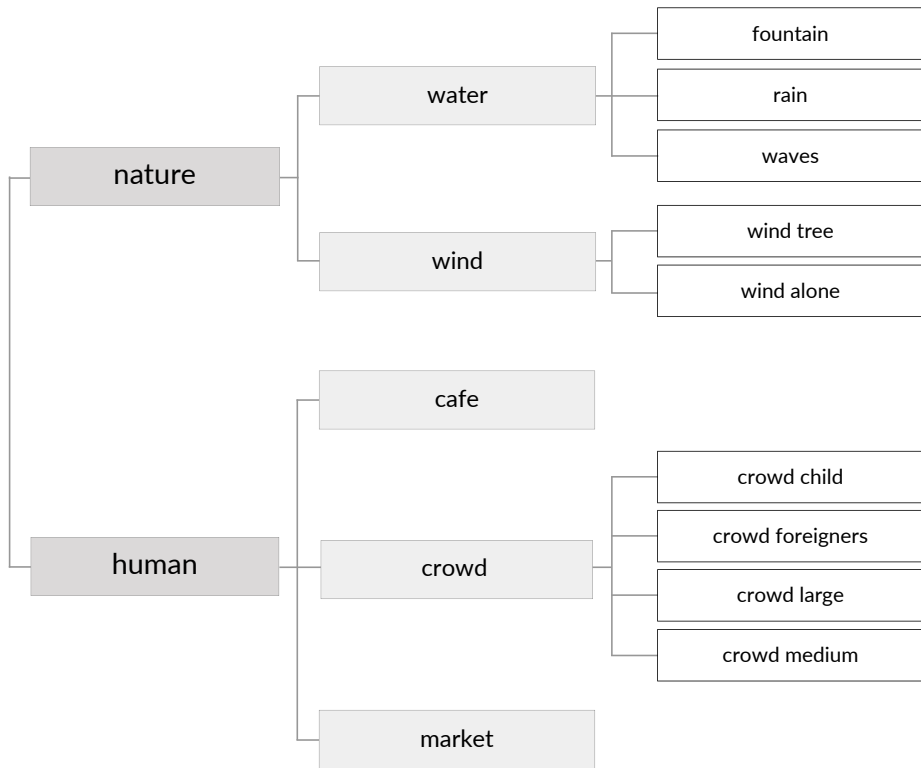 nature
water
fountain
rain
waves
wind
wind tree
wind alone
human
cafe
crowd
crowd child
crowd foreigners
crowd large
crowd medium
market